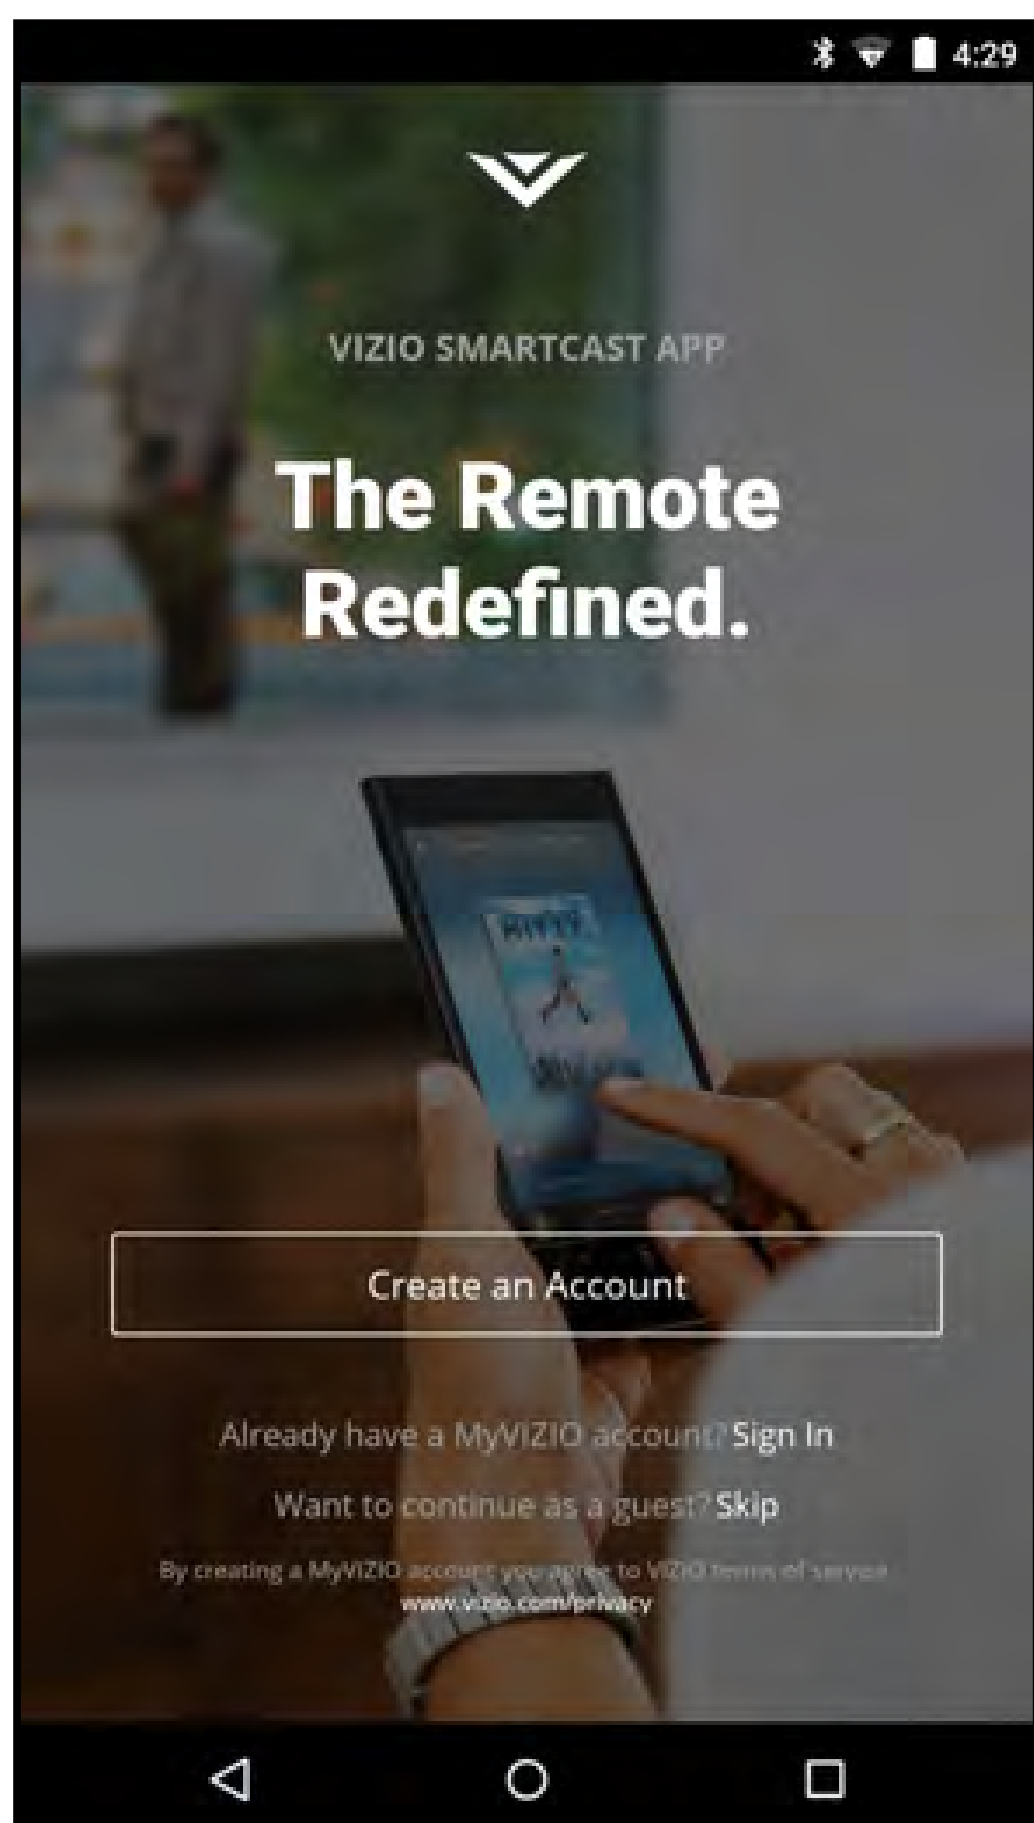 4:29
VIZIO SMARTCAST APP
The Remote
Redefined.
Create an Account
Already have a MyVIZIO account? Sign In
Want to continue as a guest? Skip
By creating a MyVIZIO account you agree to VIZIO terms of service
www.vizio.com/privacy